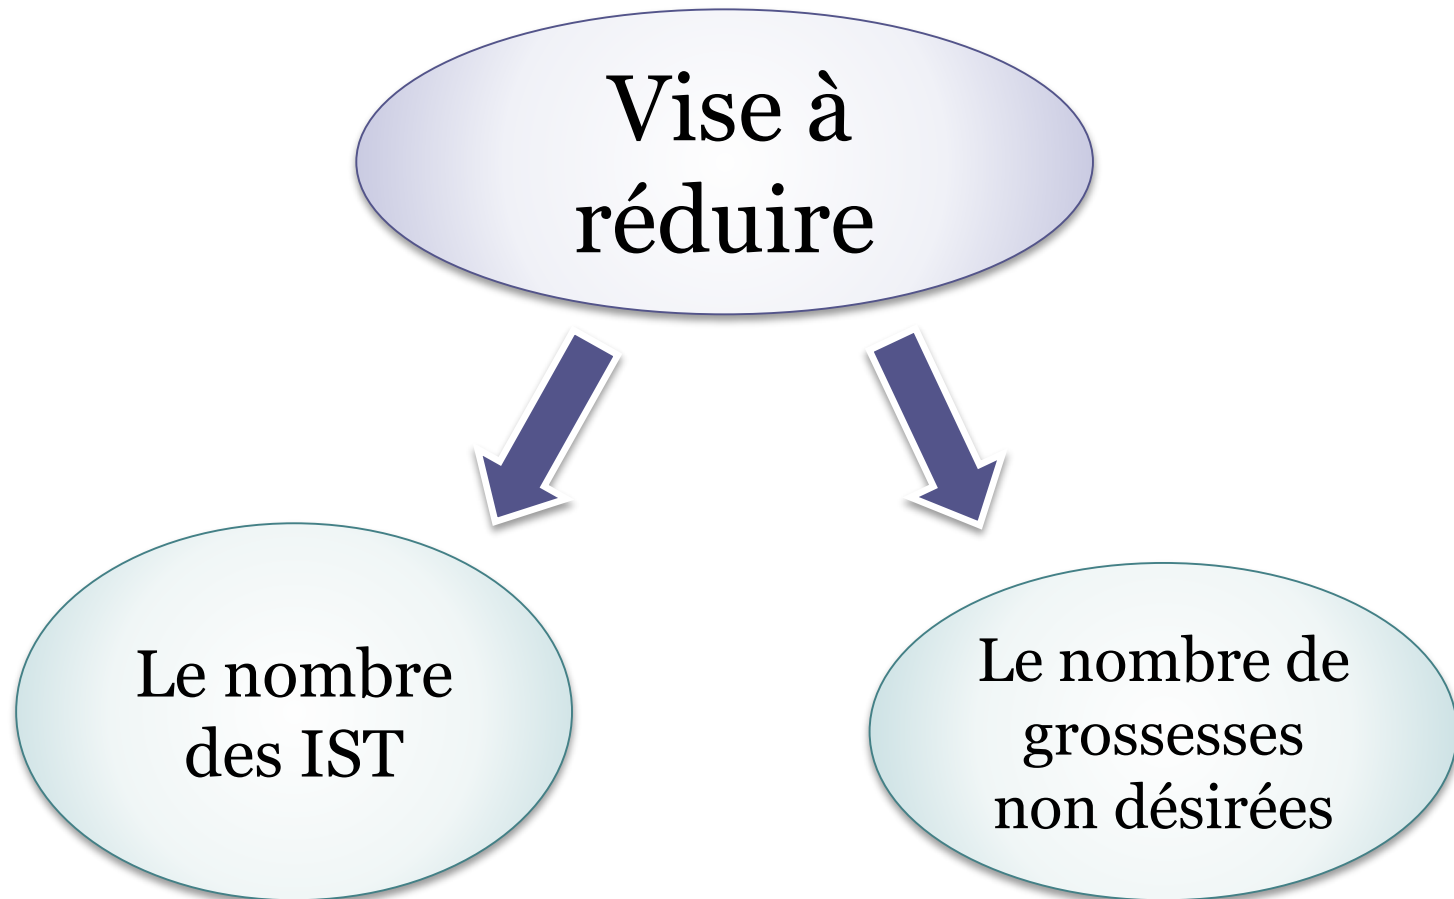 Vise à
réduire
Le nombre
des IST
Le nombre de
grossesses
non désirées